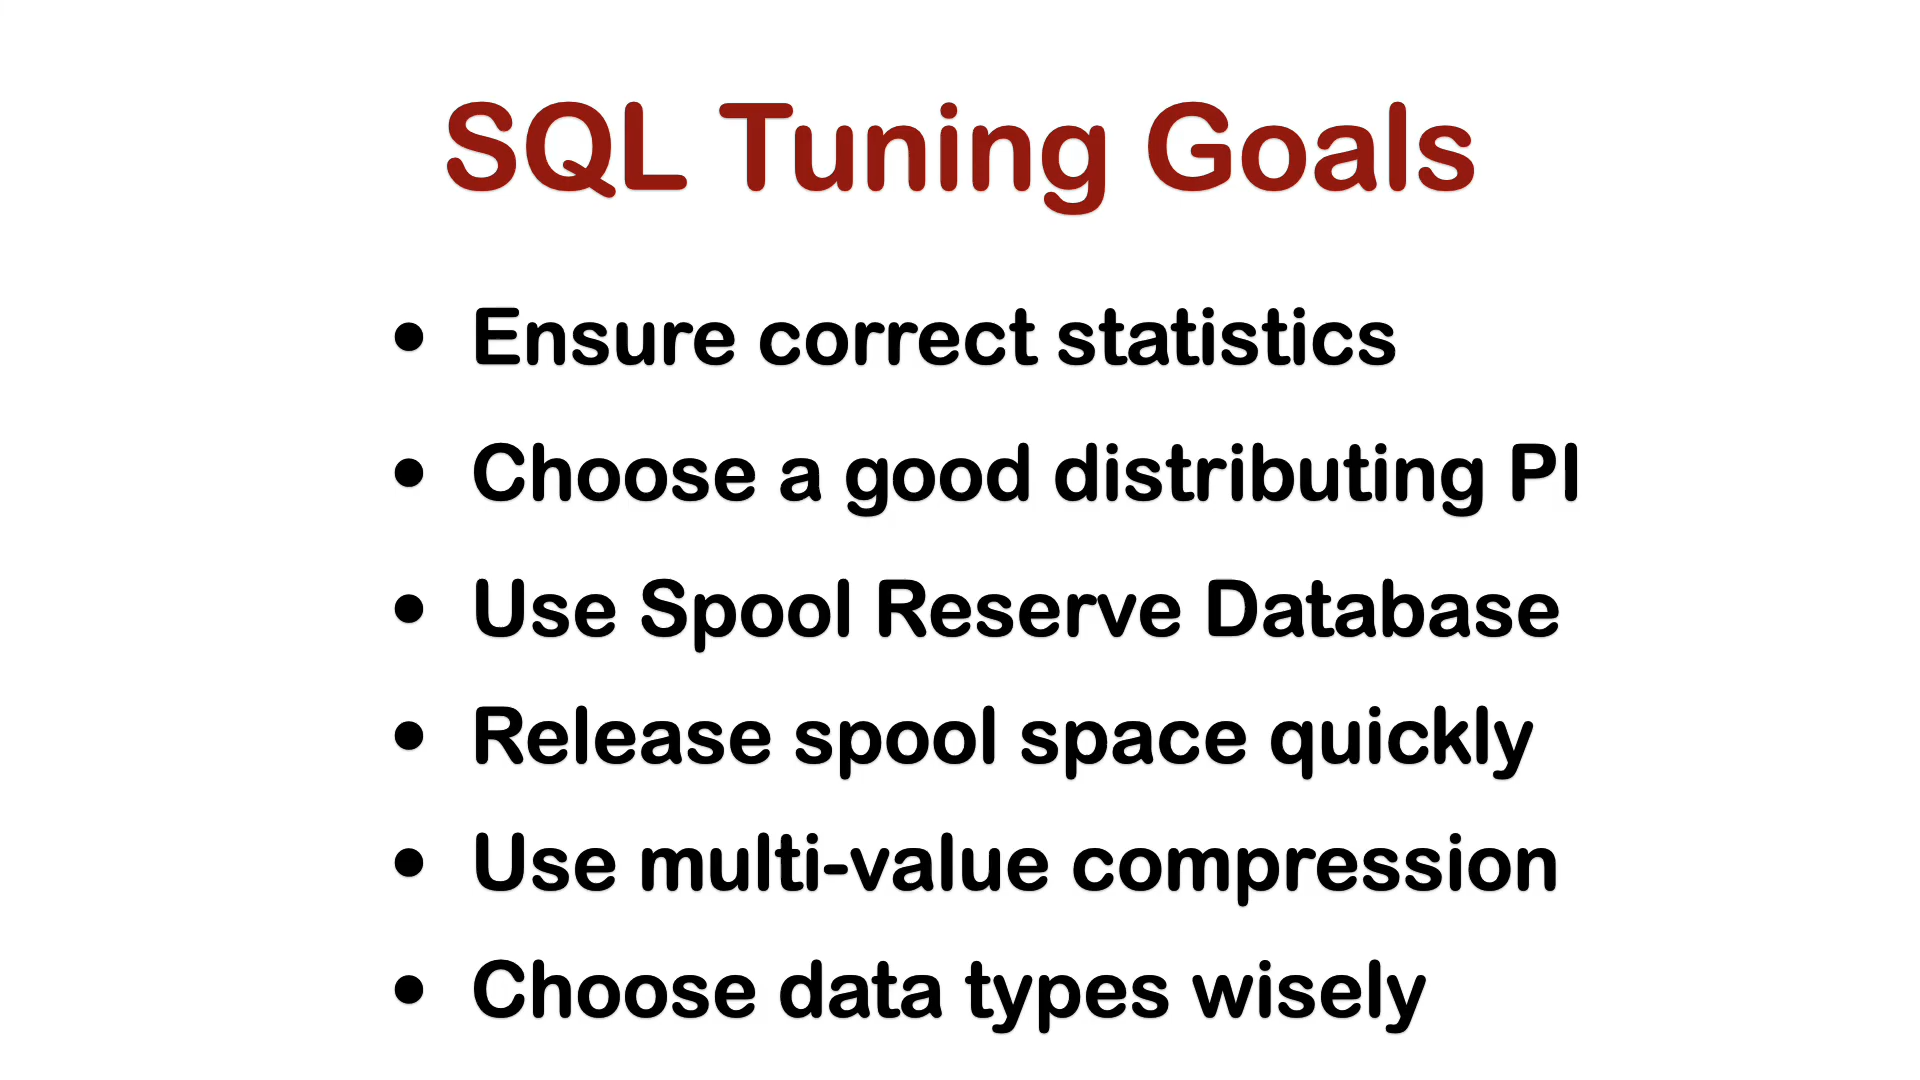 SQL Tuning Goals
• Ensure correct statistics
• Choose a good distributing PI
• Use Spool Reserve Database
• Release spool space quickly
• Use multi-value compression
• Choose data types wisely